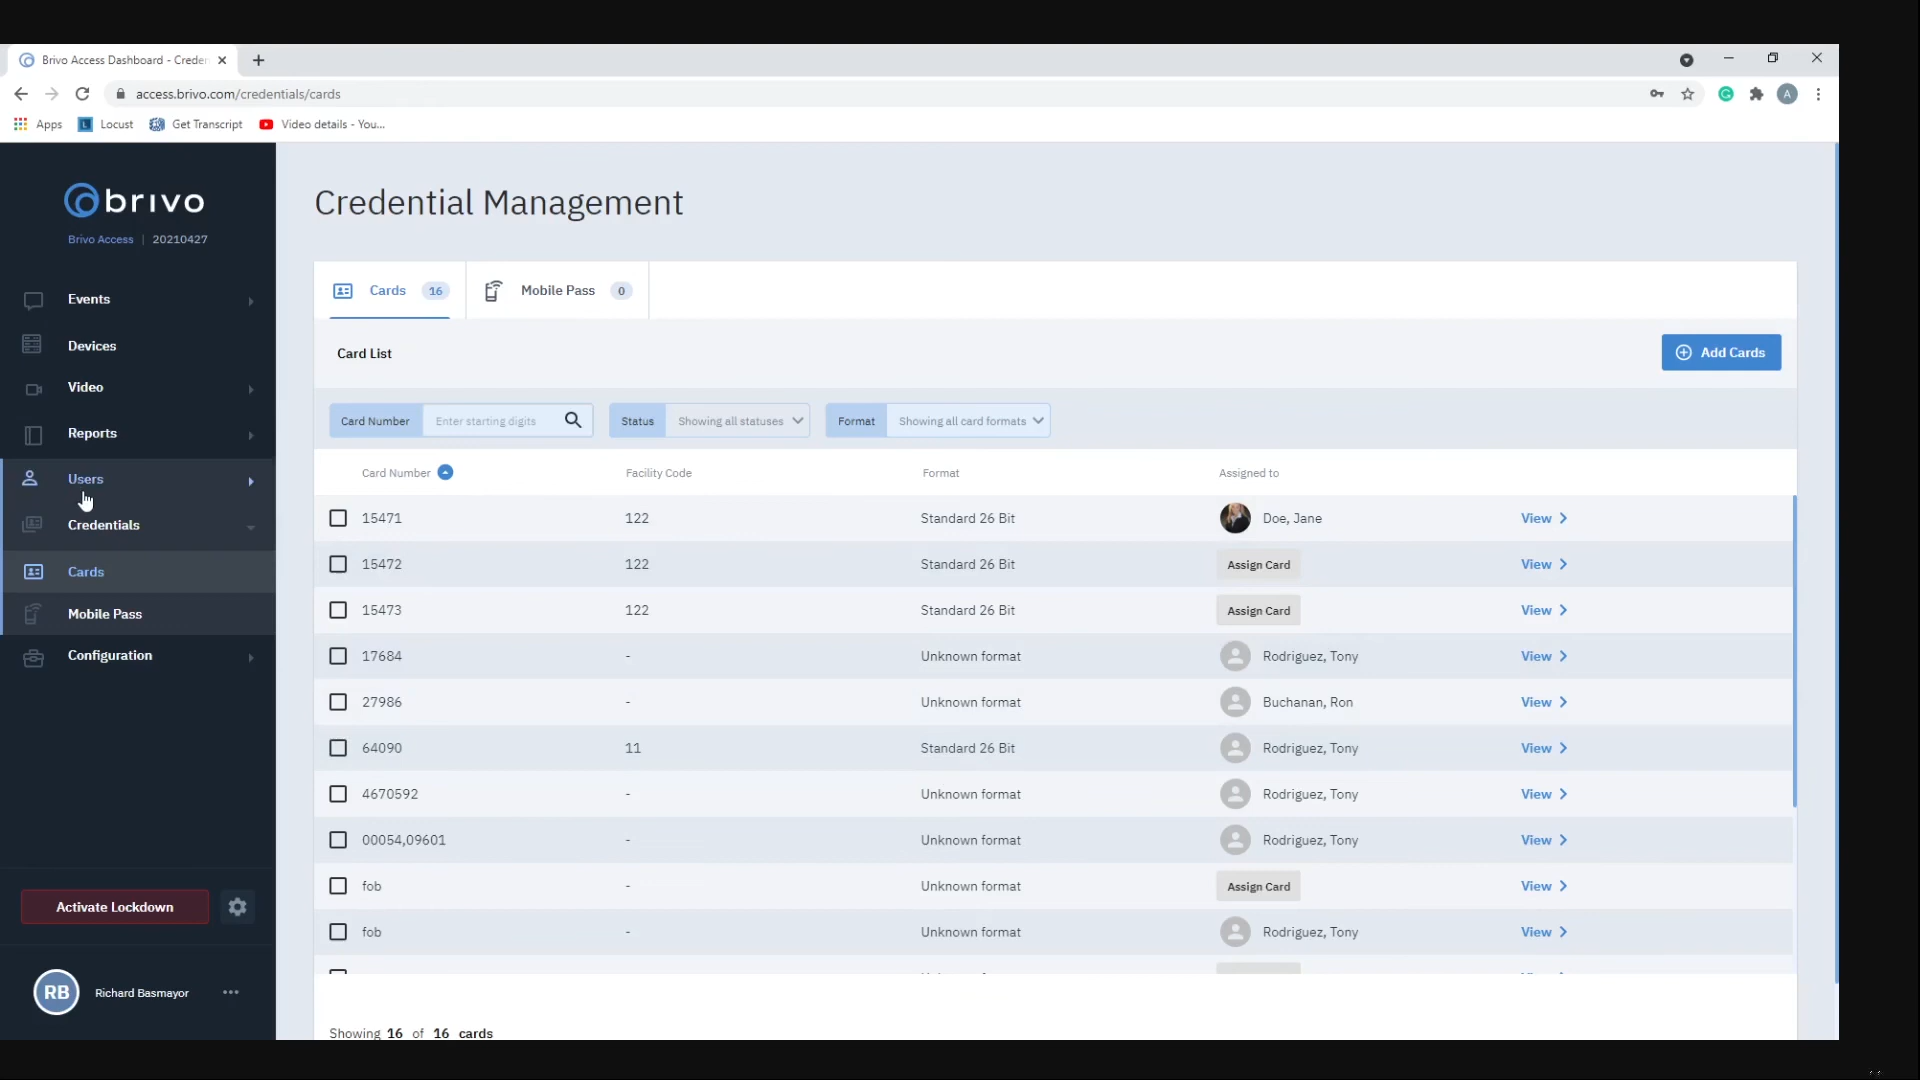 Brivo Access Dashboard - Creden
access.brivo.com/credentials/cards
A
Apps
Locust
Get Transcript
Video details - You...
brivo
Brivo Access | 20210427
Events
Devices
Video
Reports
Users
Credentials
Cards
Mobile Pass
Configuration
Activate Lockdown
RB Richard Basmayor
Credential Management
Cards 16
Mobile Pass 0
Card List
Add Cards
Card Number Enter starting digits
Status Showing all statuses
Format Showing all card formats
Card Number Facility Code Format Assigned to
15471 122 Standard 26 Bit Doe, Jane View
15472 122 Standard 26 Bit Assign Card View
15473 122 Standard 26 Bit Assign Card View
17684 - Unknown format Rodriguez, Tony View
27986 - Unknown format Buchanan, Ron View
64090 11 Standard 26 Bit Rodriguez, Tony View
4670592 - Unknown format Rodriguez, Tony View
00054,09601 - Unknown format Rodriguez, Tony View
fob - Unknown format Assign Card View
fob - Unknown format Rodriguez, Tony View
Showing 16 of 16 cards